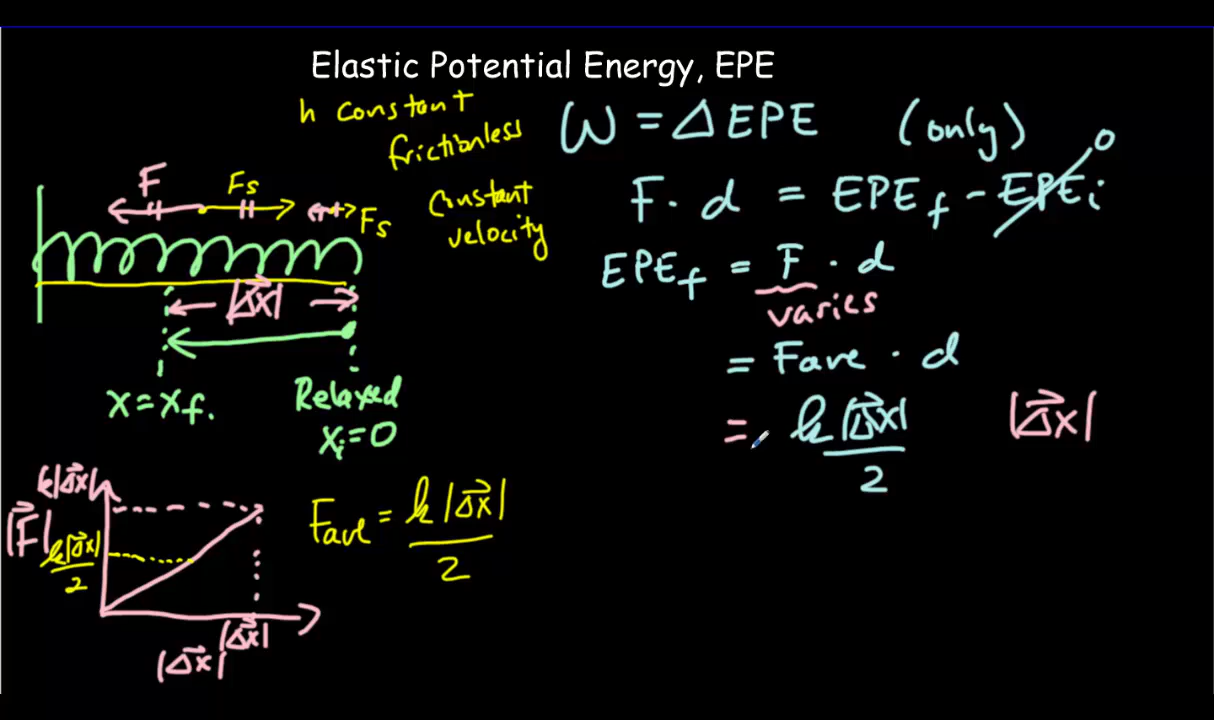 Elastic Potential Energy, EPE
h constant
frictionless
constant
velocity
F
Fs
Fs
|Δx⃗|
x = xf.
Relaxed
xi = 0
W = ΔEPE (only)
F · d = EPEf - EPEi 0
EPEf = F · d
varies
= Fave · d
= k|Δx⃗| |Δx⃗|
2
k|Δx⃗|
|F⃗|
k|Δx⃗|
2
|Δx⃗|
|Δx⃗|
Fave = k|Δx⃗|
2